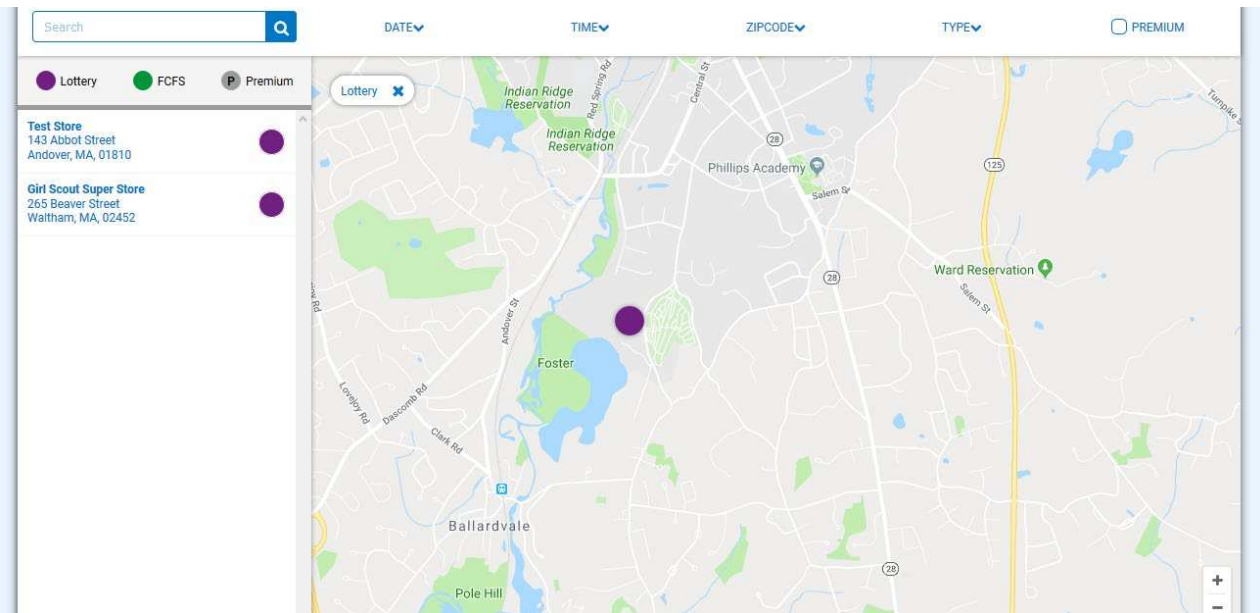 Search
DATE
TIME
ZIPCODE
TYPE
PREMIUM
Lottery
FCFS
P Premium
Test Store
143 Abbot Street
Andover, MA, 01810
Girl Scout Super Store
265 Beaver Street
Waltham, MA, 02452
Lottery
Indian Ridge
Reservation
Red Spring Rd
Central St
Indian Ridge
Reservation
28
Phillips Academy
125
Salem St
Ward Reservation
28
Salem St
Andover St
Foster
Lovejoy Rd
Dascomb Rd
Clark Rd
Ballardvale
28
Pole Hill
+
−